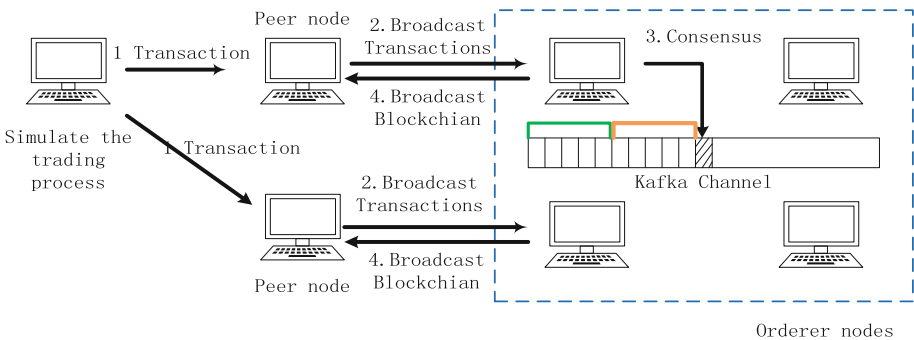 Peer node
1 Transaction
2.Broadcast
Transactions
4.Broadcast
Blockchian
3.Consensus
Simulate the
trading
process
1 Transaction
Kafka Channel
2.Broadcast
Transactions
4.Broadcast
Blockchian
Peer node
Orderer nodes